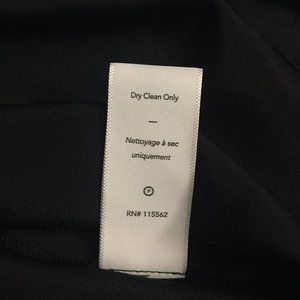 Dry Clean Only
—
Nettoyage à sec
uniquement
P
RN# 115562